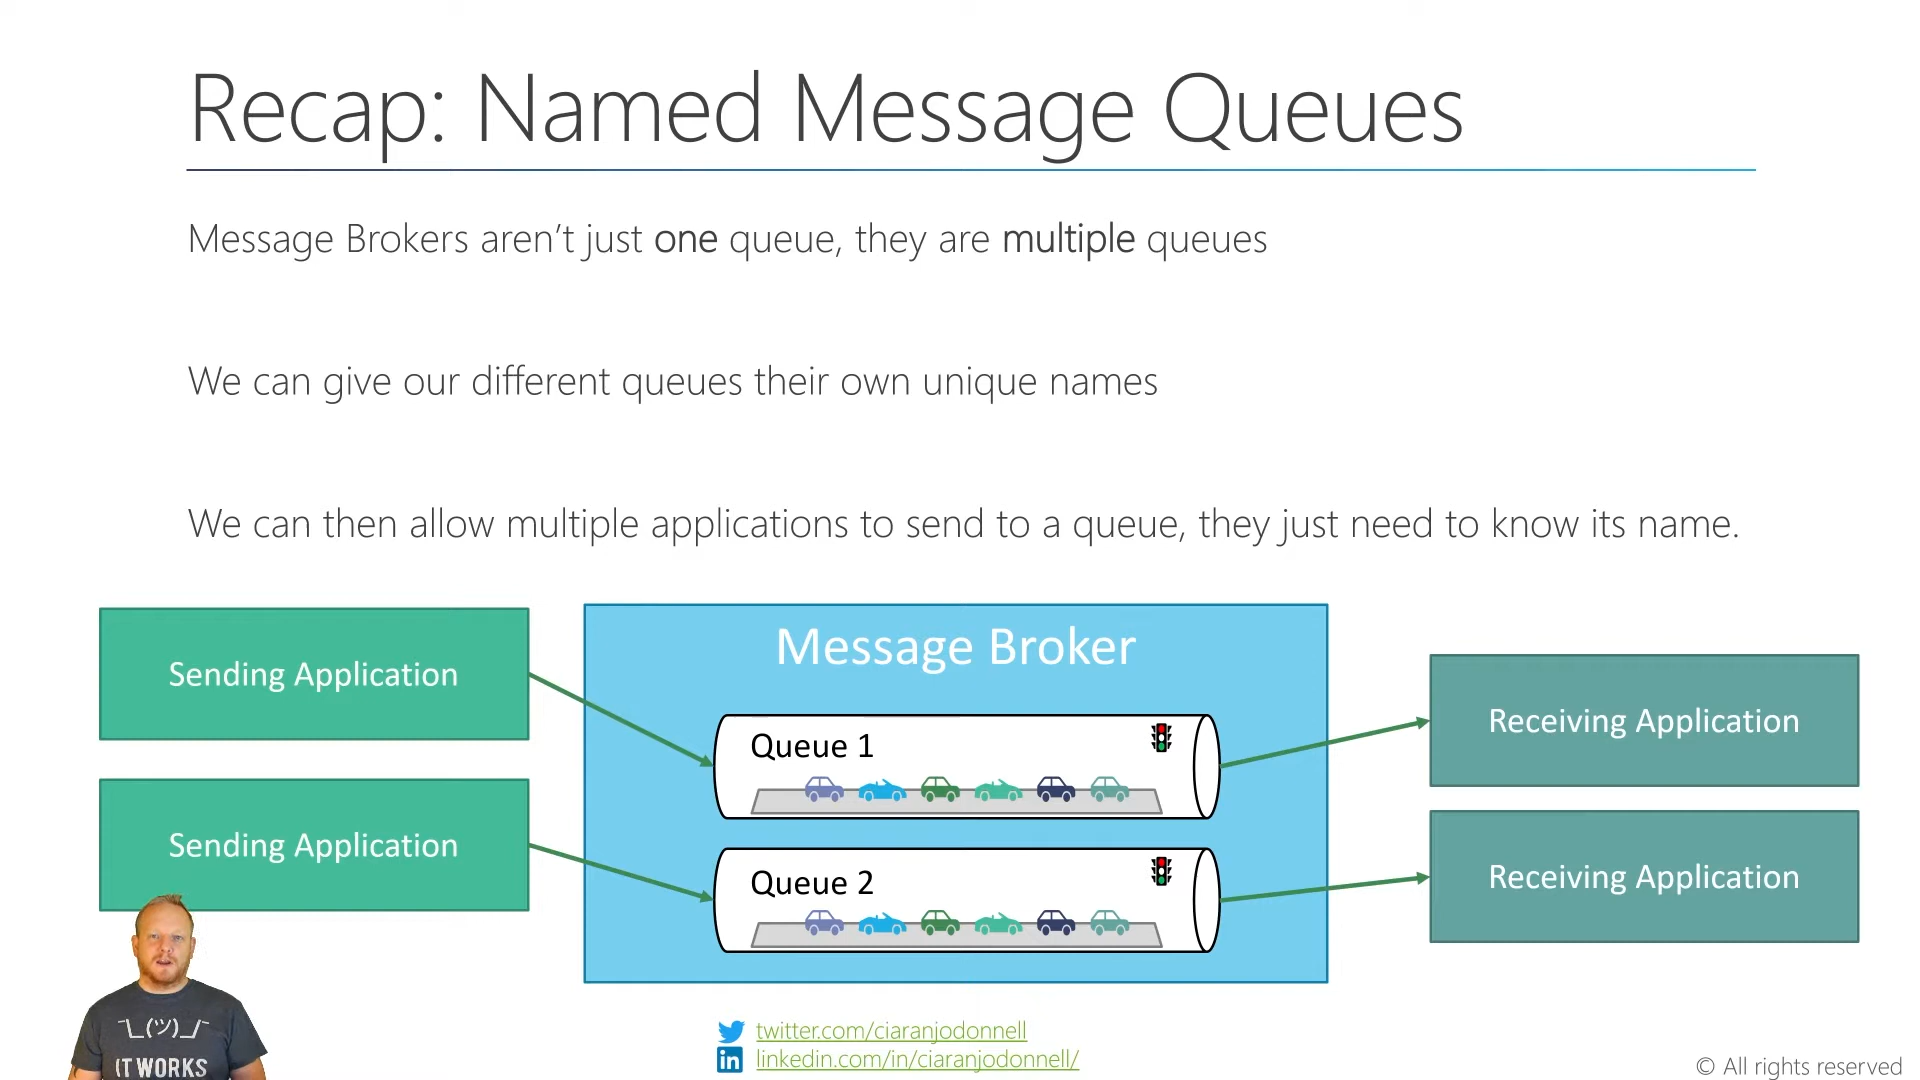 Recap: Named Message Queues
Message Brokers aren’t just one queue, they are multiple queues
We can give our different queues their own unique names
We can then allow multiple applications to send to a queue, they just need to know its name.
Sending Application
Sending Application
Message Broker
Queue 1
Queue 2
Receiving Application
Receiving Application
¯\_(ツ)_/¯
IT WORKS
twitter.com/ciaranjodonnell
linkedin.com/in/ciaranjodonnell/
© All rights reserved